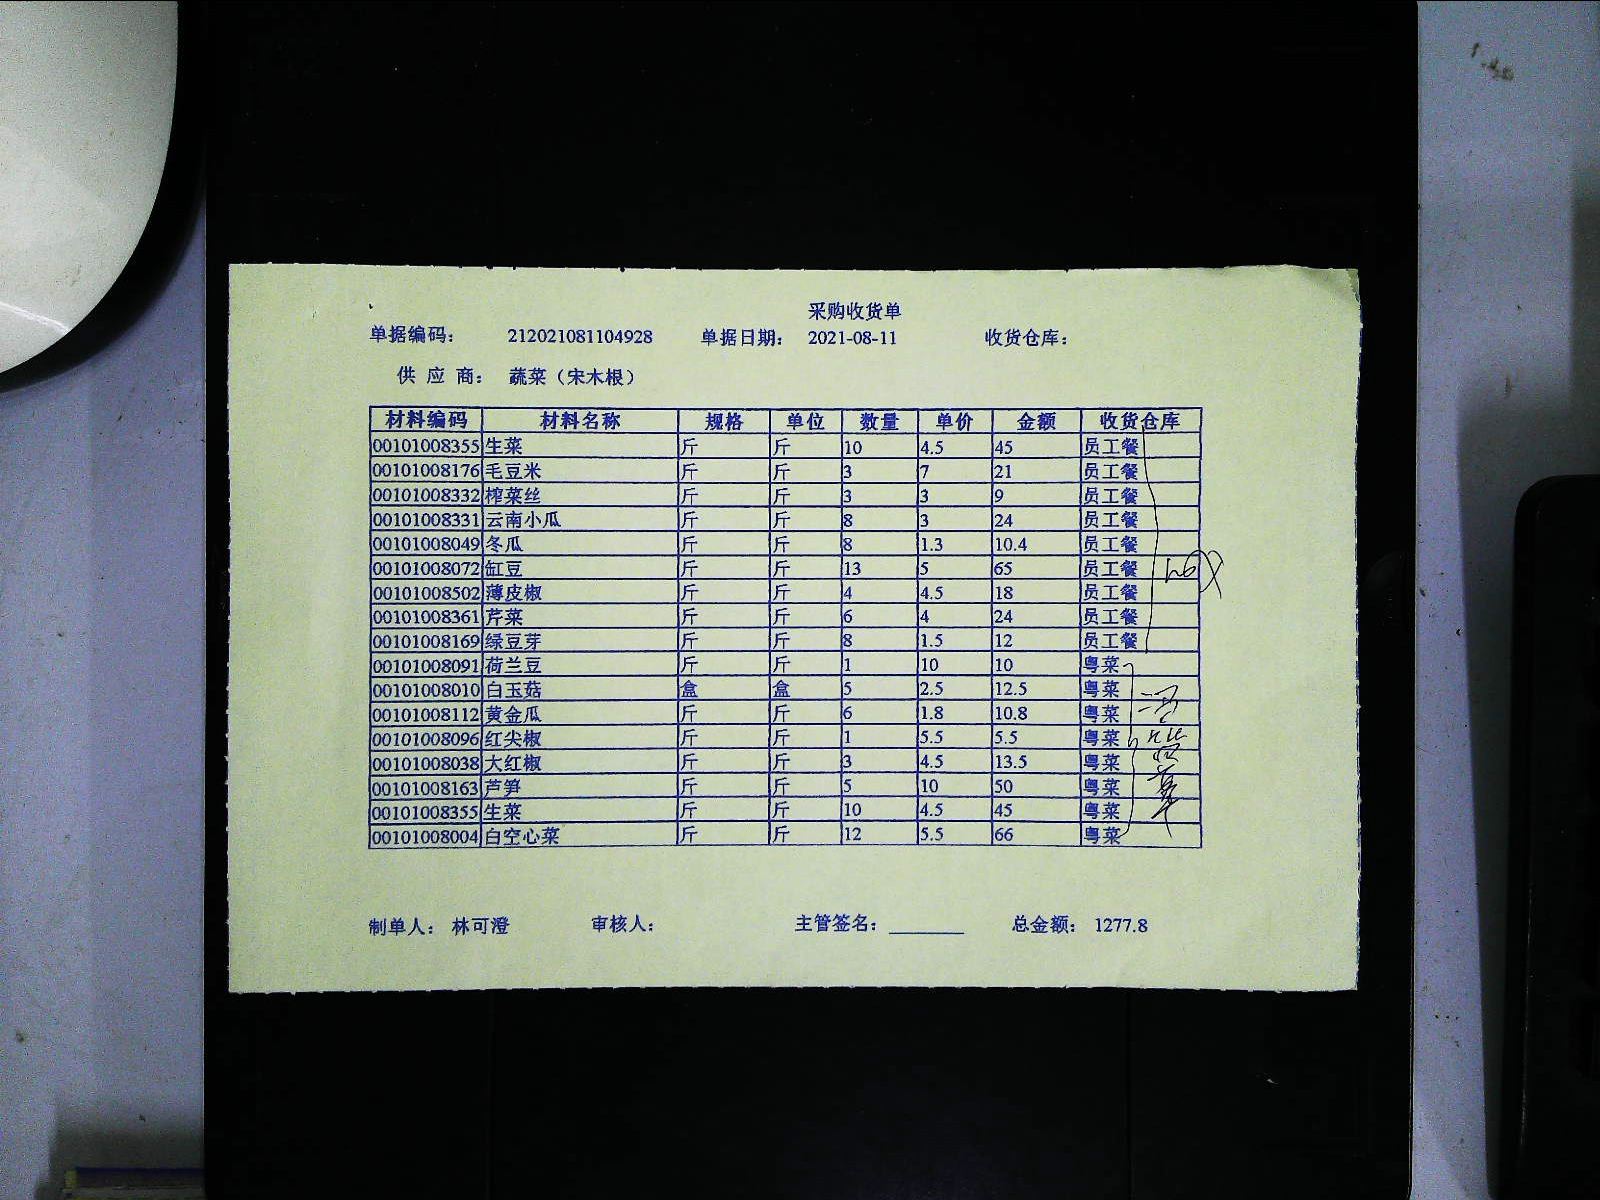 采购收货单
单据编码： 212021081104928 单据日期： 2021-08-11 收货仓库：
供 应 商： 蔬菜（宋木根）
材料编码 材料名称 规格 单位 数量 单价 金额 收货仓库
00101008355 生菜 斤 斤 10 4.5 45 员工餐
00101008176 毛豆米 斤 斤 3 7 21 员工餐
00101008332 榨菜丝 斤 斤 3 3 9 员工餐
00101008331 云南小瓜 斤 斤 8 3 24 员工餐
00101008049 冬瓜 斤 斤 8 1.3 10.4 员工餐
00101008072 缸豆 斤 斤 13 5 65 员工餐
00101008502 薄皮椒 斤 斤 4 4.5 18 员工餐
00101008361 芹菜 斤 斤 6 4 24 员工餐
00101008169 绿豆芽 斤 斤 8 1.5 12 员工餐
00101008091 荷兰豆 斤 斤 1 10 10 粤菜
00101008010 白玉菇 盒 盒 5 2.5 12.5 粤菜
00101008112 黄金瓜 斤 斤 6 1.8 10.8 粤菜
00101008096 红尖椒 斤 斤 1 5.5 5.5 粤菜
00101008038 大红椒 斤 斤 3 4.5 13.5 粤菜
00101008163 芦笋 斤 斤 5 10 50 粤菜
00101008355 生菜 斤 斤 10 4.5 45 粤菜
00101008004 白空心菜 斤 斤 12 5.5 66 粤菜
制单人： 林可澄 审核人： 主管签名： 总金额： 1277.8